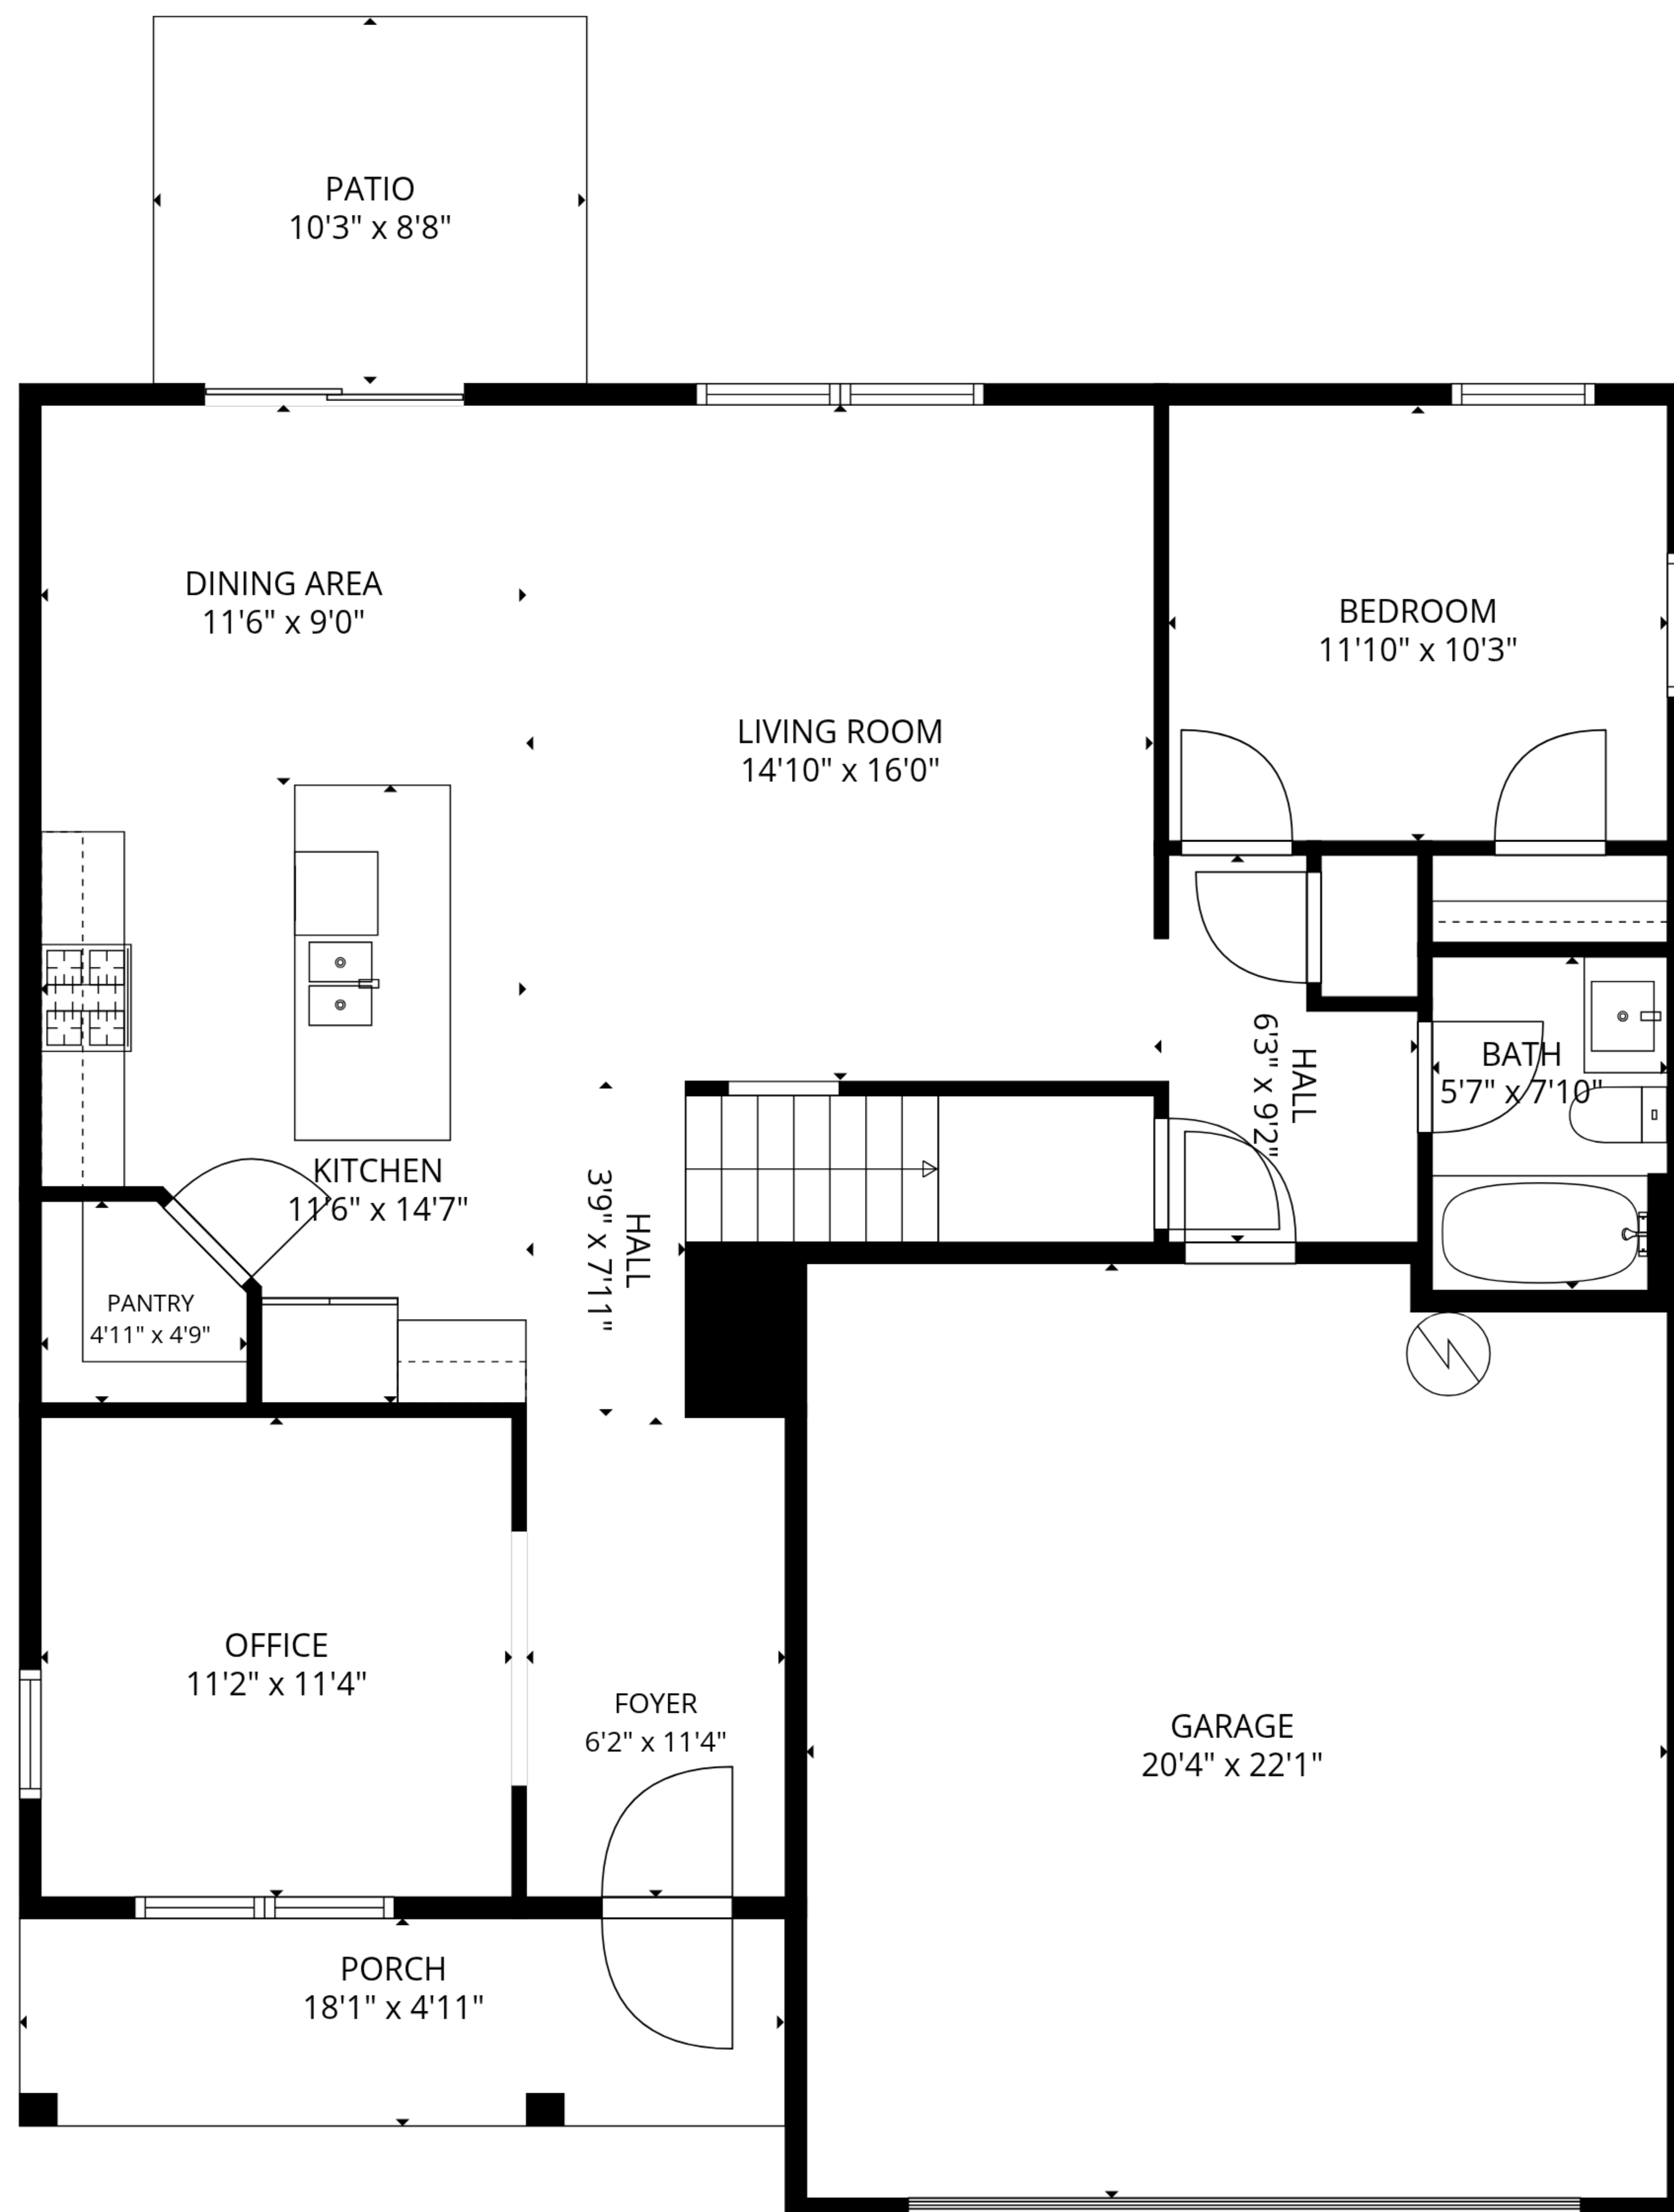 PATIO
10'3" x 8'8"
DINING AREA
11'6" x 9'0"
BEDROOM
11'10" x 10'3"
LIVING ROOM
14'10" x 16'0"
HALL
6'3" x 9'2"
BATH
5'7" x 7'10"
KITCHEN
11'6" x 14'7"
HALL
3'9" x 7'11"
PANTRY
4'11" x 4'9"
OFFICE
11'2" x 11'4"
FOYER
6'2" x 11'4"
GARAGE
20'4" x 22'1"
PORCH
18'1" x 4'11"